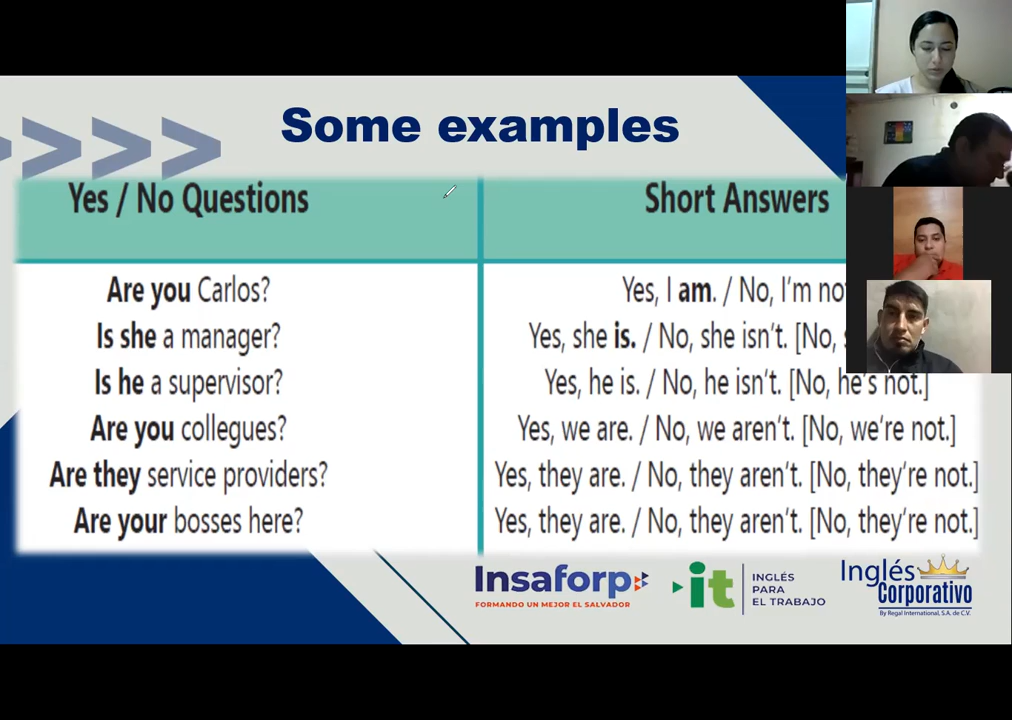 Some examples
Yes / No Questions
Short Answers
Are you Carlos?
Yes, I am. / No, I'm
Is she a manager?
Yes, she is. / No, she isn't. [No,
Is he a supervisor?
Yes, he is. / No, he isn't. [No, he's not.]
Are you collegues?
Yes, we are. / No, we aren't. [No, we're not.]
Are they service providers?
Yes, they are. / No, they aren't. [No, they're not.]
Are your bosses here?
Yes, they are. / No, they aren't. [No, they're not.]
Insaforp
FORMANDO UN MEJOR EL SALVADOR
it
INGLÉS
PARA
EL TRABAJO
Inglés
Corporativo
By Regal International, S.A. de C.V.